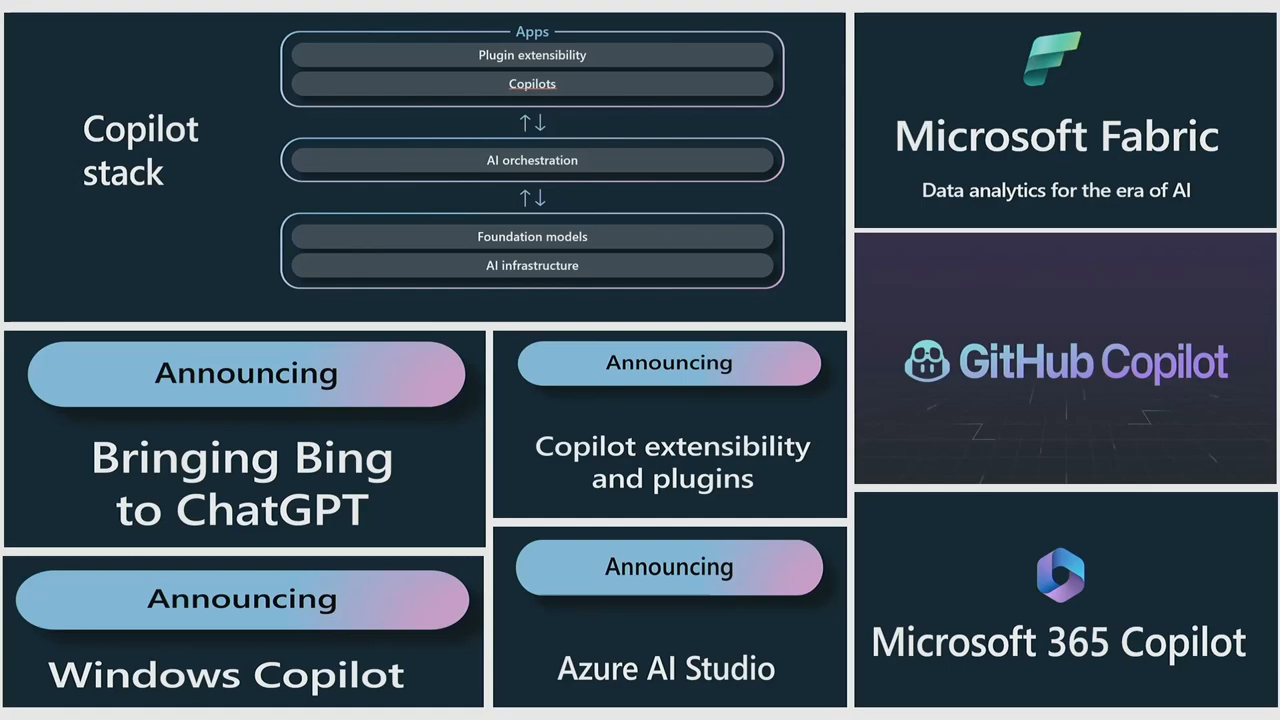 Copilot
stack
Apps
Plugin extensibility
Copilots
AI orchestration
Foundation models
AI infrastructure
Microsoft Fabric
Data analytics for the era of AI
GitHub Copilot
Announcing
Bringing Bing
to ChatGPT
Announcing
Copilot extensibility
and plugins
Announcing
Windows Copilot
Announcing
Azure AI Studio
Microsoft 365 Copilot